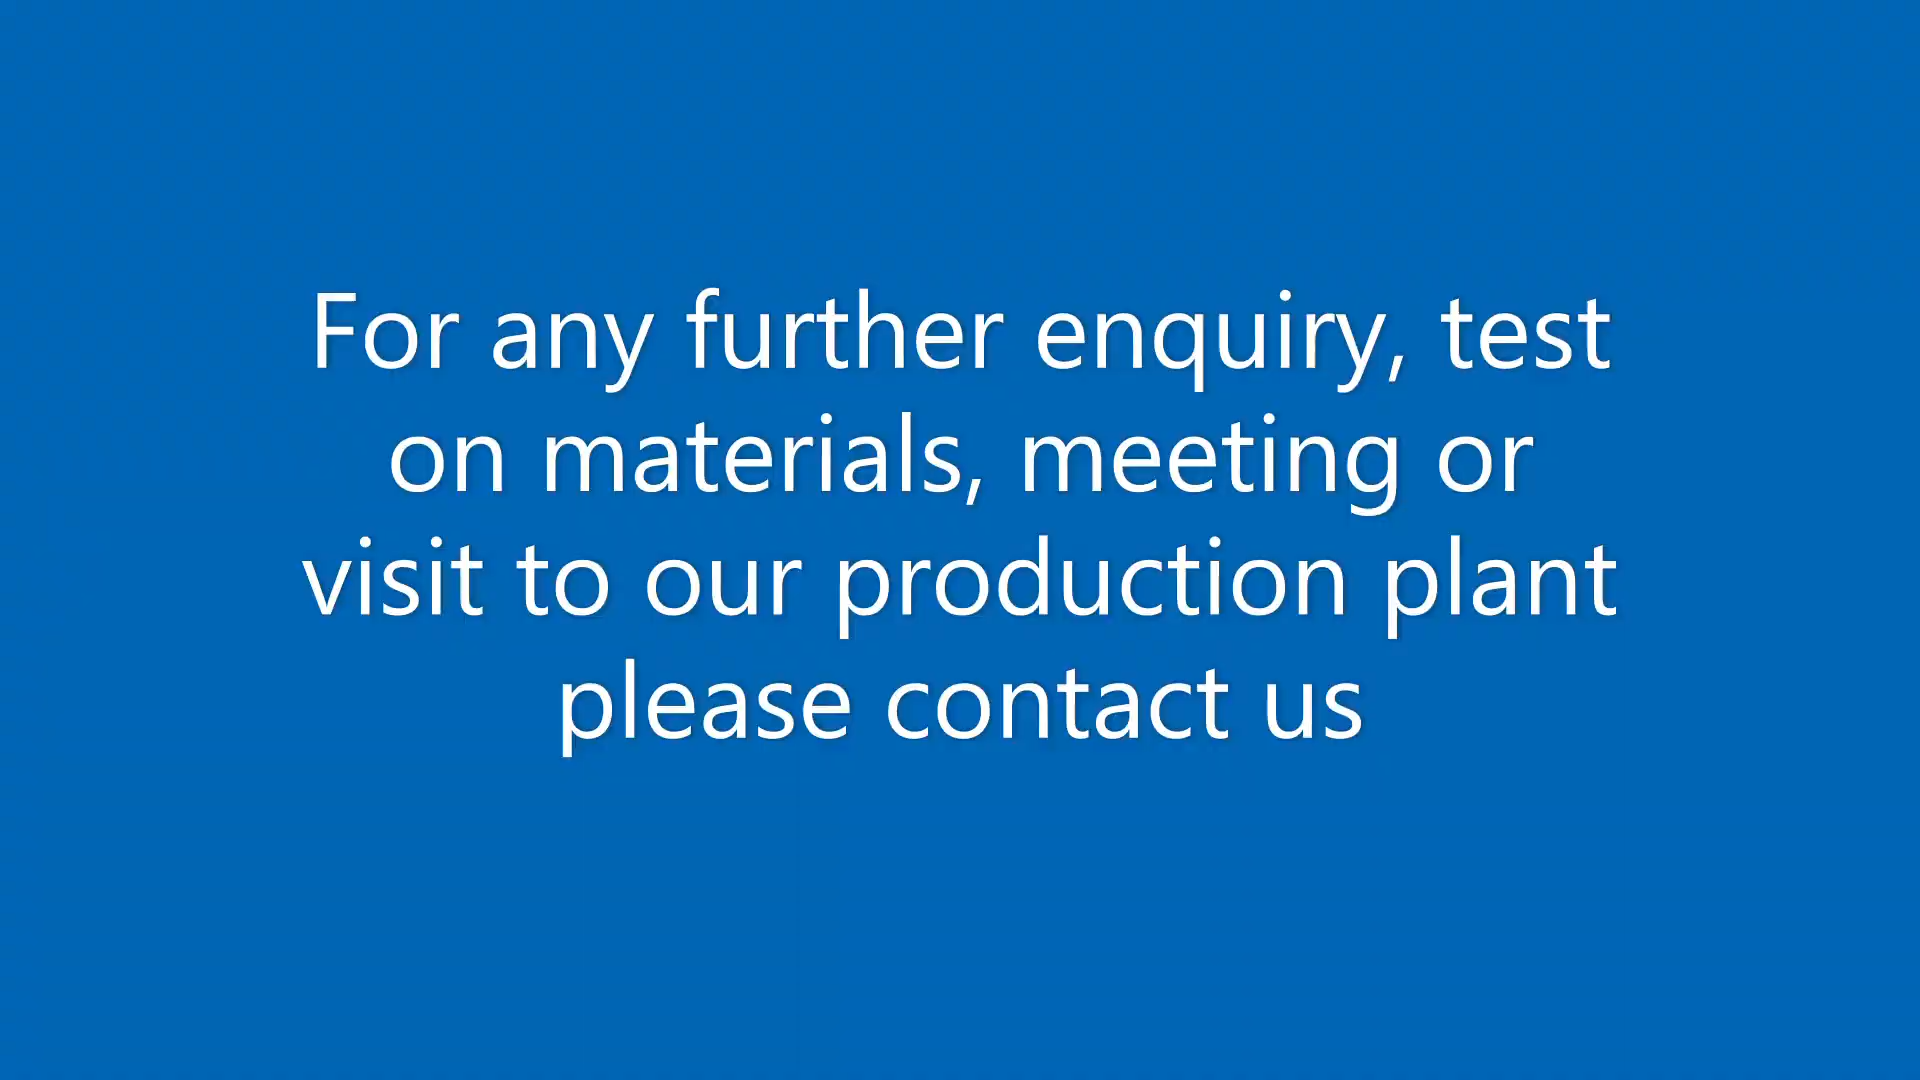 For any further enquiry, test
on materials, meeting or
visit to our production plant
please contact us